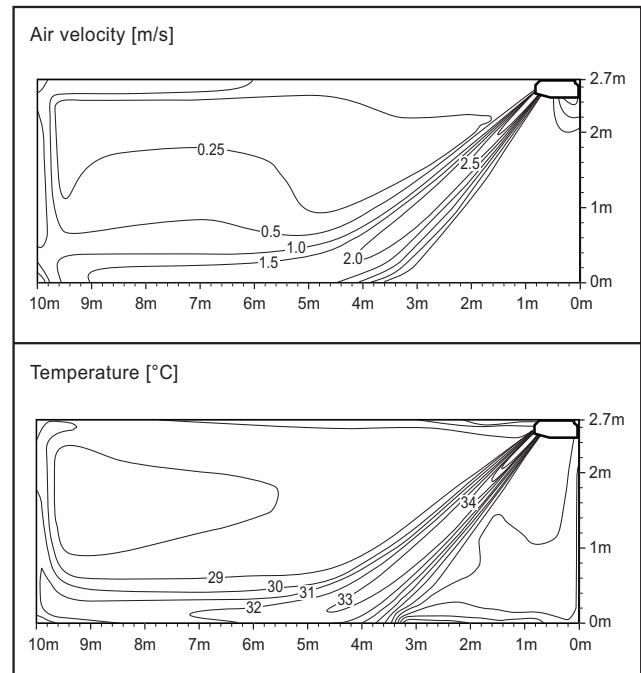 Air velocity [m/s]
2.7m
2m
0.25
2.5
1m
0.5
1.0
2.0
1.5
0m
10m 9m 8m 7m 6m 5m 4m 3m 2m 1m 0m
Temperature [°C]
2.7m
2m
34
1m
29
30
31
33
32
0m
10m 9m 8m 7m 6m 5m 4m 3m 2m 1m 0m